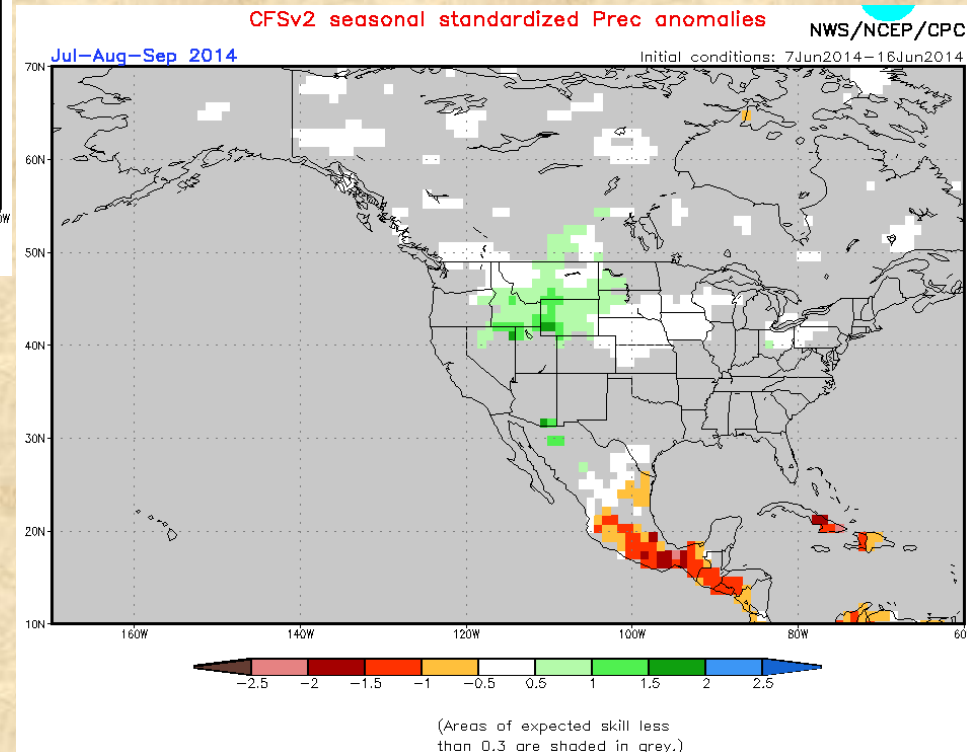 CFSv2 seasonal standardized Prec anomalies
NWS/NCEP/CPC
Jul-Aug-Sep 2014
Initial conditions: 7Jun2014-16Jun2014
70N
60N
50N
40N
30N
20N
10N
160W 140W 120W 100W 80W 60
-2.5 -2 -1.5 -1 -0.5 0.5 1 1.5 2 2.5
(Areas of expected skill less
than 0.3 are shaded in grey.)